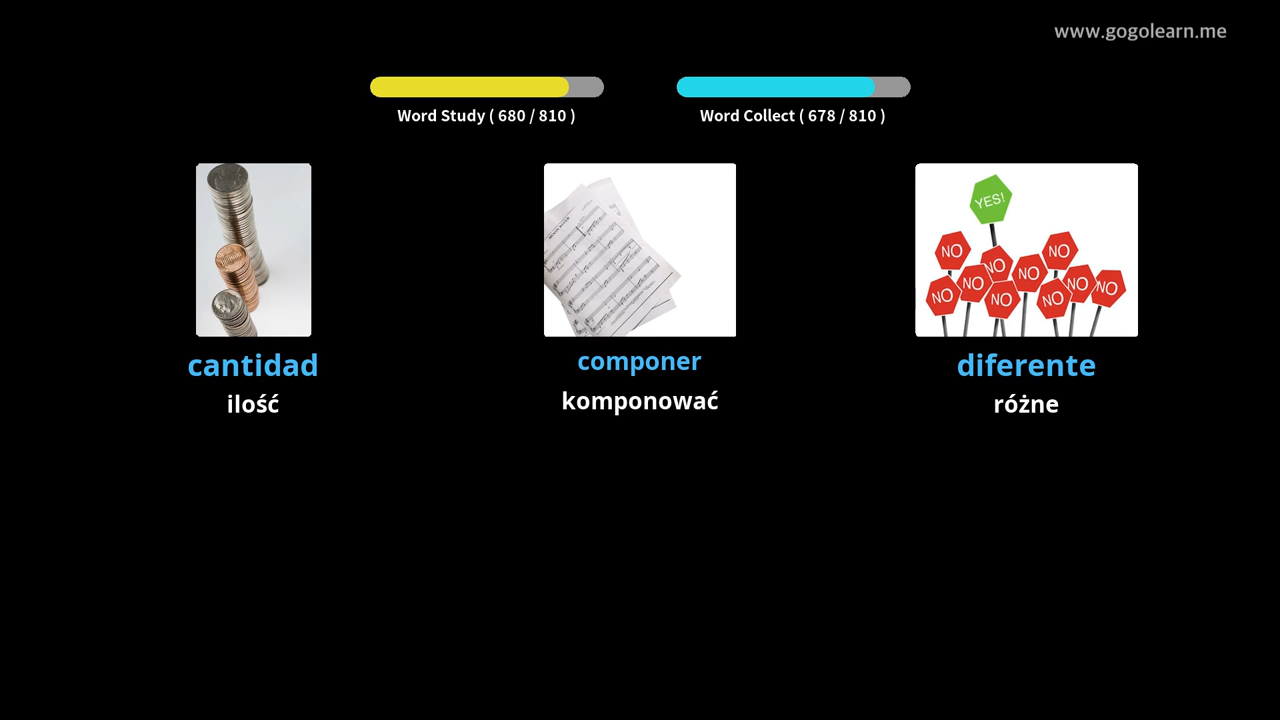 www.gogolearn.me
Word Study ( 680 / 810 )
Word Collect ( 678 / 810 )
YES!
NO
NO
NO
NO
NO
NO
NO
NO
NO
NO
cantidad
ilość
componer
komponować
diferente
różne